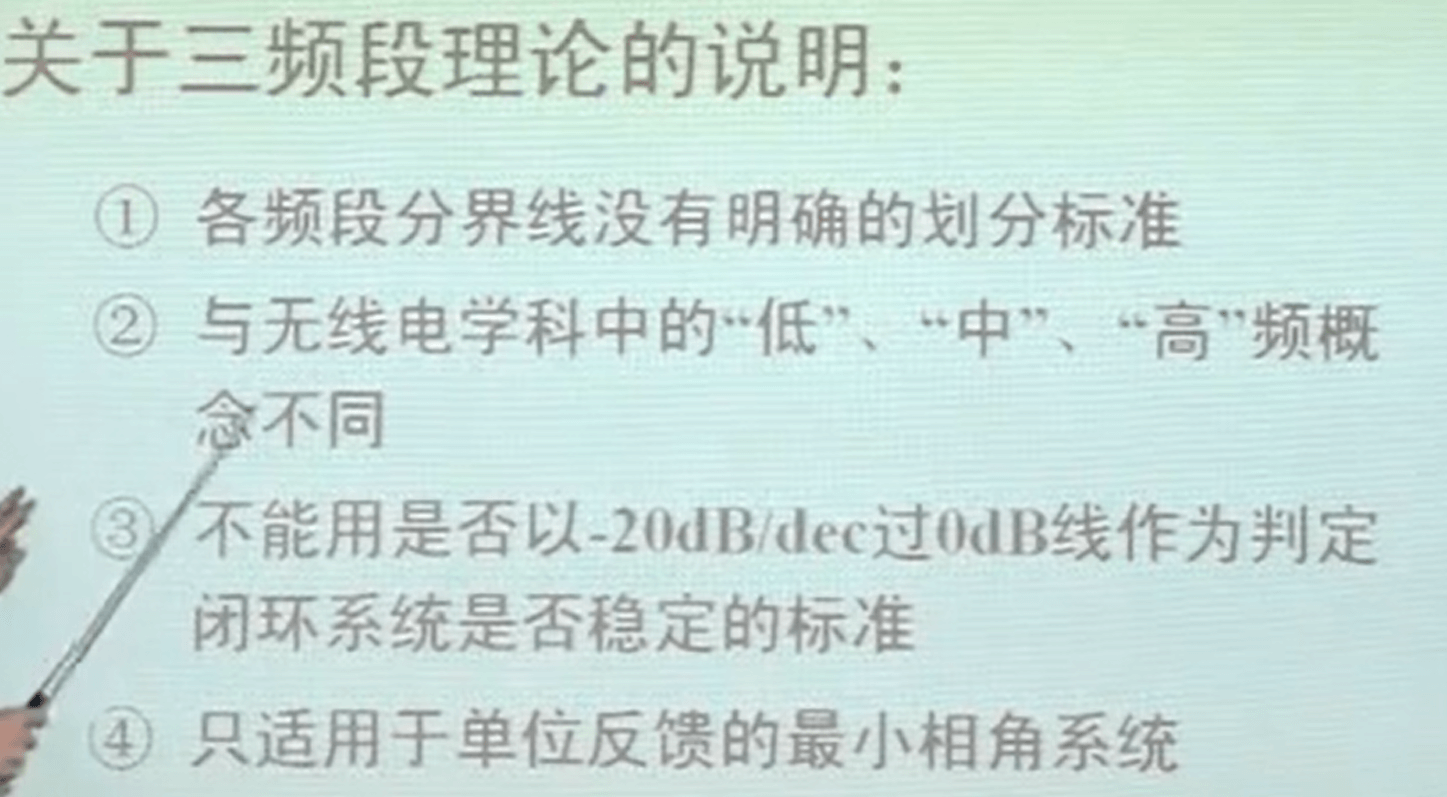 关于三频段理论的说明：
① 各频段分界线没有明确的划分标准
② 与无线电学科中的“低”、“中”、“高”频概
念不同
③ 不能用是否以-20dB/dec过0dB线作为判定
闭环系统是否稳定的标准
④ 只适用于单位反馈的最小相角系统